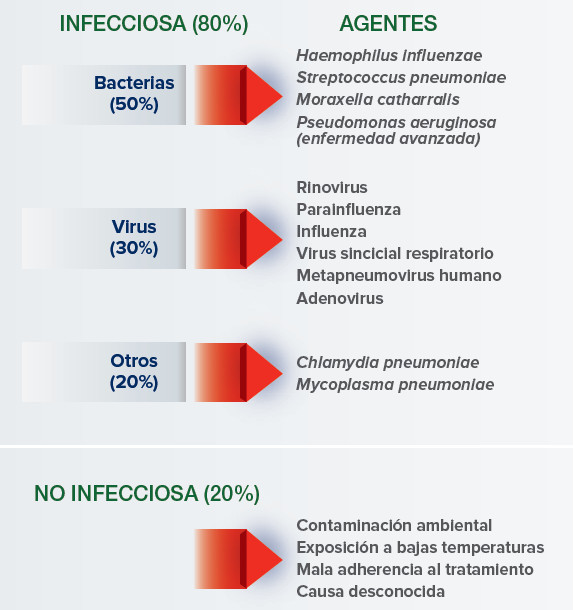 INFECCIOSA (80%)
AGENTES
Bacterias
(50%)
Haemophilus influenzae
Streptococcus pneumoniae
Moraxella catharralis
Pseudomonas aeruginosa
(enfermedad avanzada)
Virus
(30%)
Rinovirus
Parainfluenza
Influenza
Virus sincicial respiratorio
Metapneumovirus humano
Adenovirus
Otros
(20%)
Chlamydia pneumoniae
Mycoplasma pneumoniae
NO INFECCIOSA (20%)
Contaminación ambiental
Exposición a bajas temperaturas
Mala adherencia al tratamiento
Causa desconocida